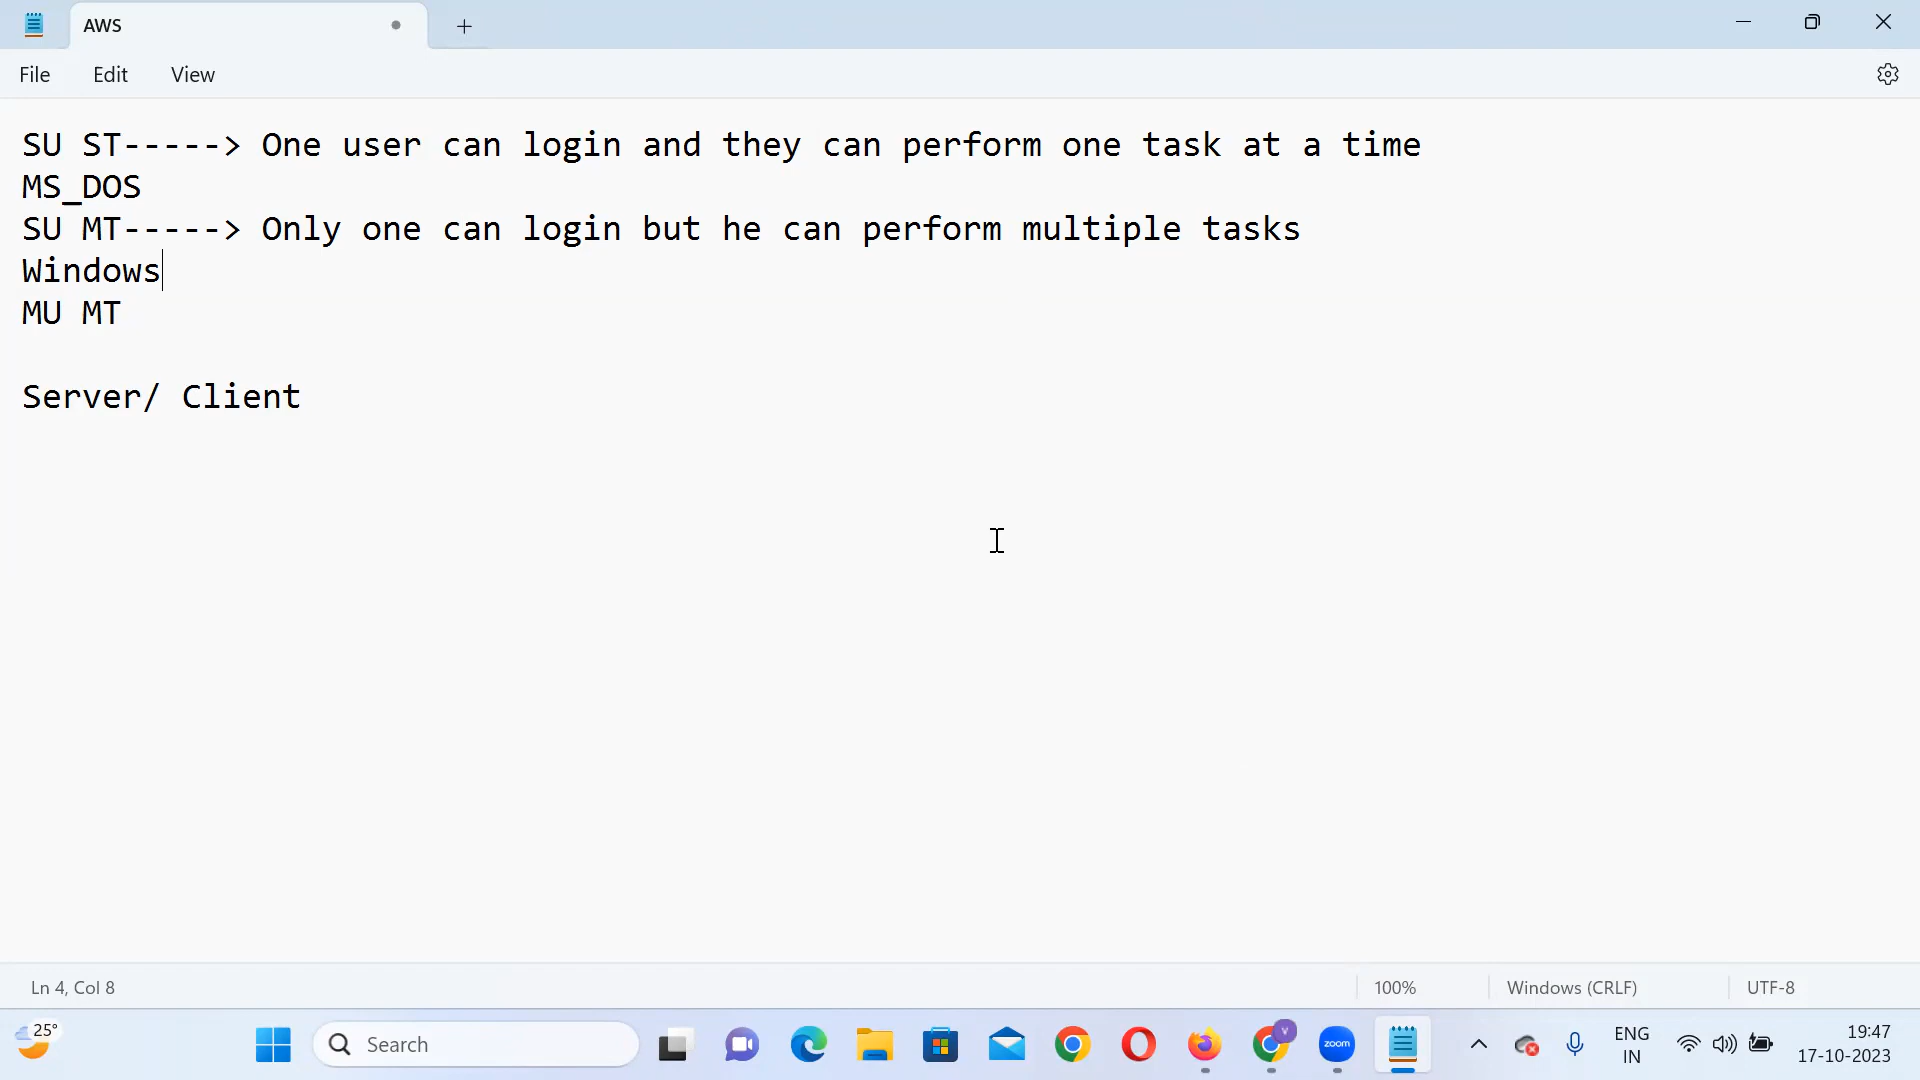 AWS
File Edit View
SU ST-----> One user can login and they can perform one task at a time
MS_DOS
SU MT-----> Only one can login but he can perform multiple tasks
Windows
MU MT
Server/ Client
Ln 4, Col 8 100% Windows (CRLF) UTF-8
25° Search V zoom ENG 19:47
IN 17-10-2023